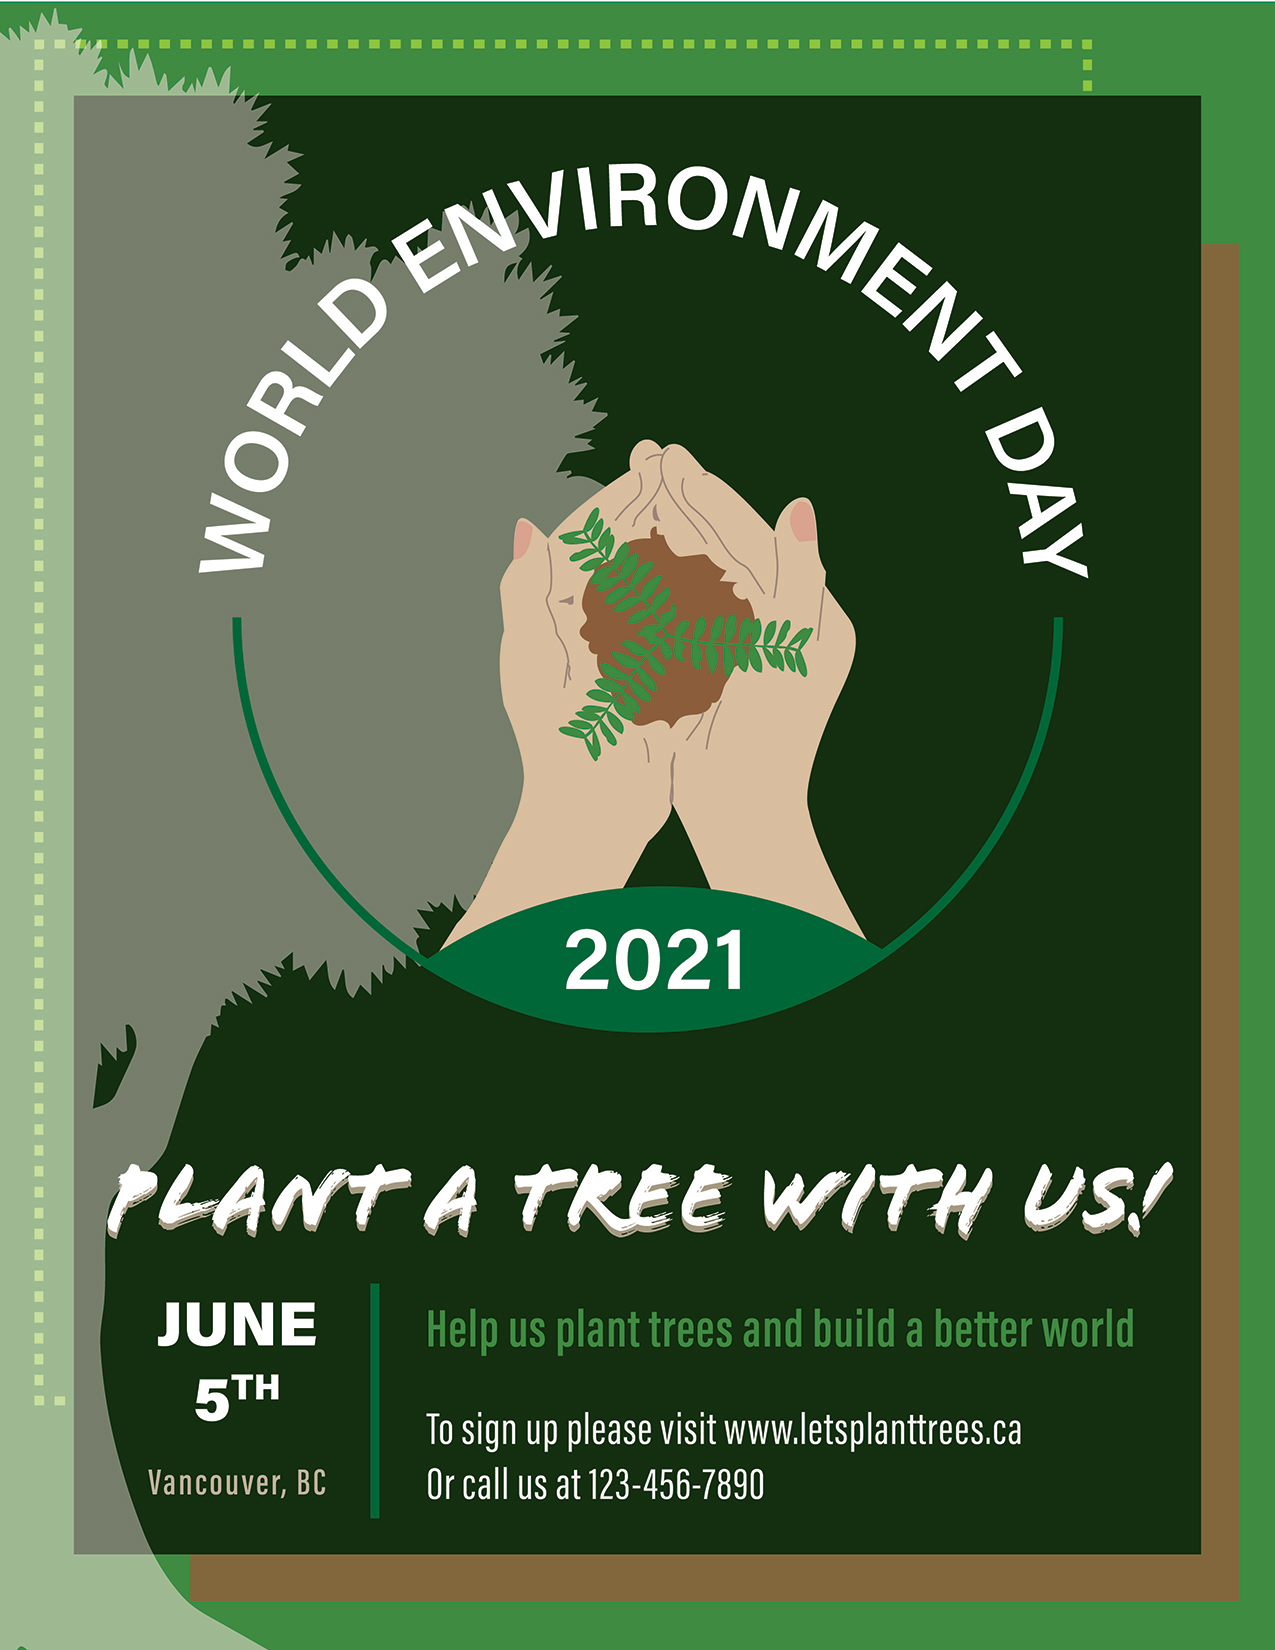 WORLD ENVIRONMENT DAY
2021
PLANT A TREE WITH US!
JUNE
5TH
Vancouver, BC
Help us plant trees and build a better world
To sign up please visit www.letsplanttrees.ca
Or call us at 123-456-7890